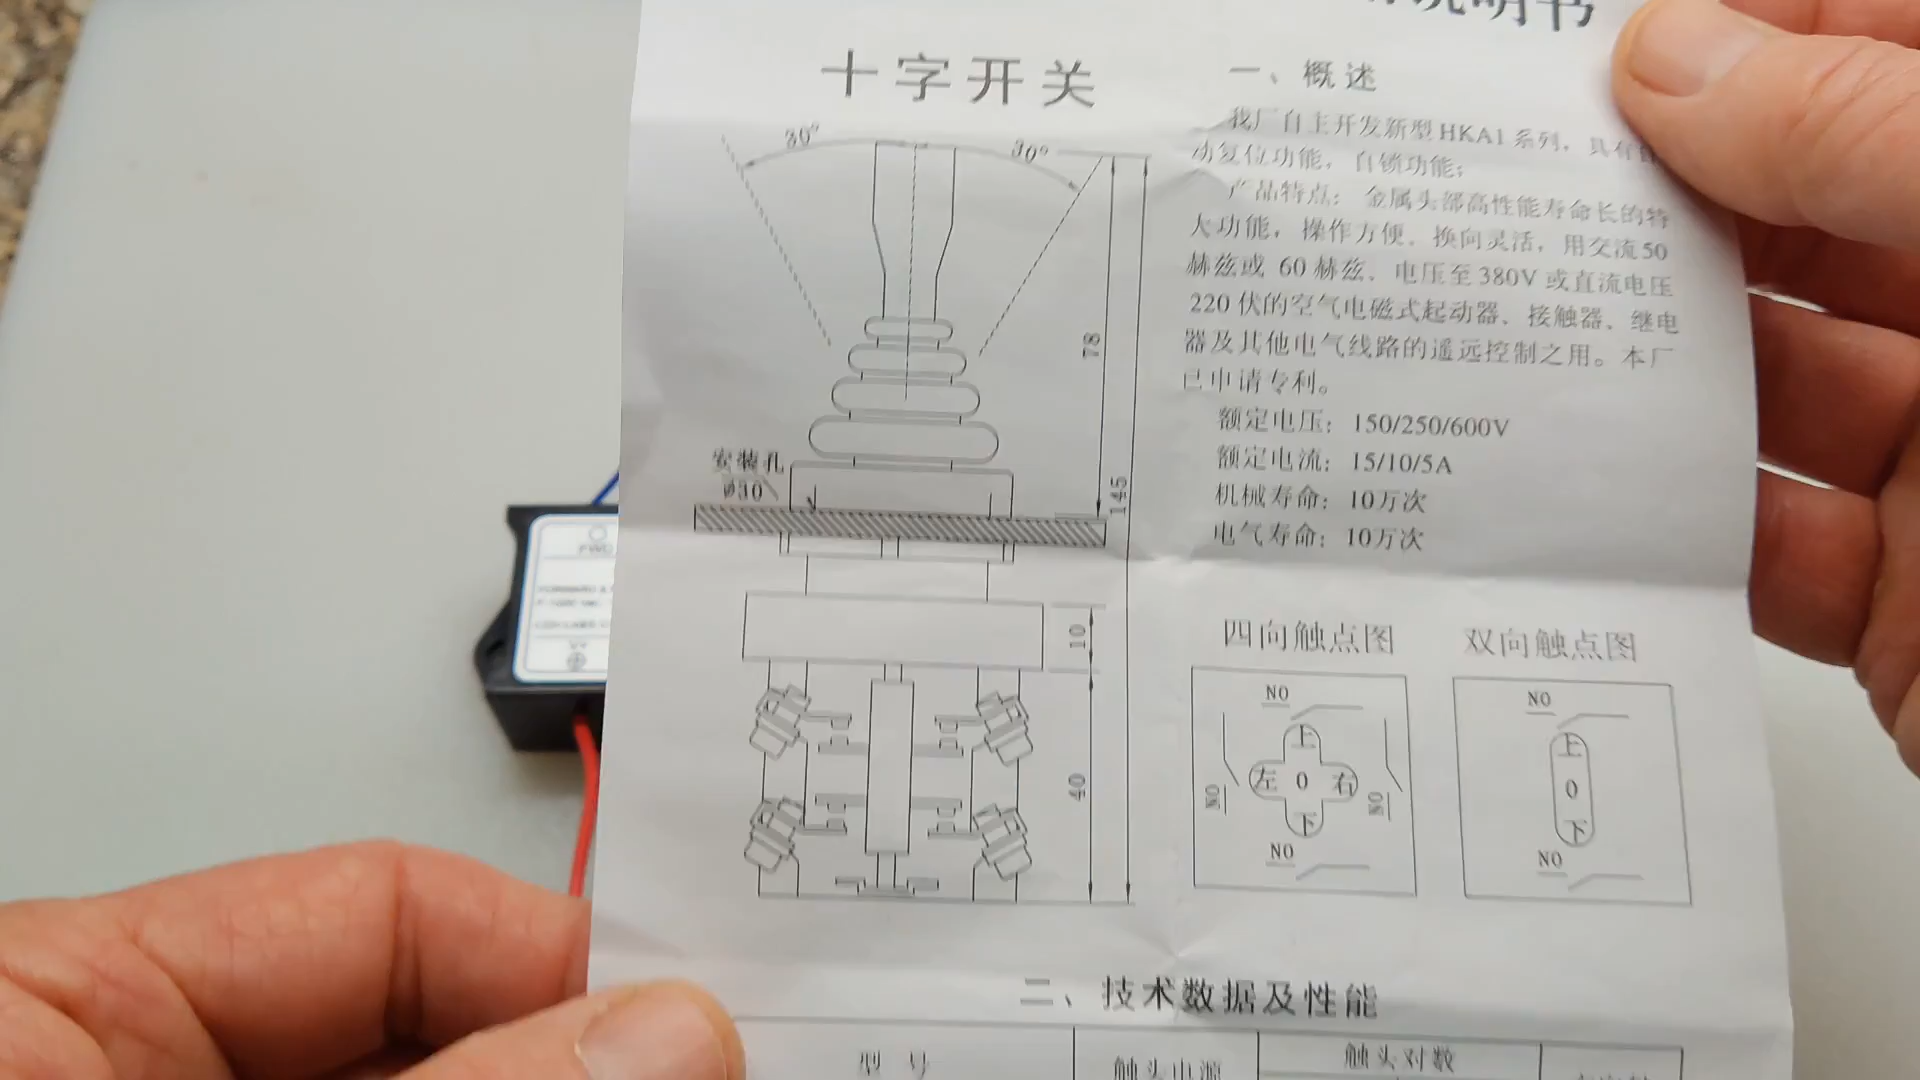 说明书
十字开关
一、概述
我厂自主开发新型HKA1系列，具有
动复位功能，自锁功能；
产品特点： 金属头部高性能寿命长的特
大功能，操作方便．换向灵活，用交流50
赫兹或 60赫兹、电压至380V或直流电压
220伏的空气电磁式起动器、接触器、继电
器及其他电气线路的遥远控制之用。本厂
已申请专利。
额定电压：150/250/600V
额定电流：15/10/5A
机械寿命：10万次
电气寿命：10万次
30°
30°
78
145
安装孔
ø30
10
40
四向触点图
NO
上
左 0 右
下
NO
NO
NO
双向触点图
NO
上
0
下
NO
二、技术数据及性能
型 号
触头电源
触头对数